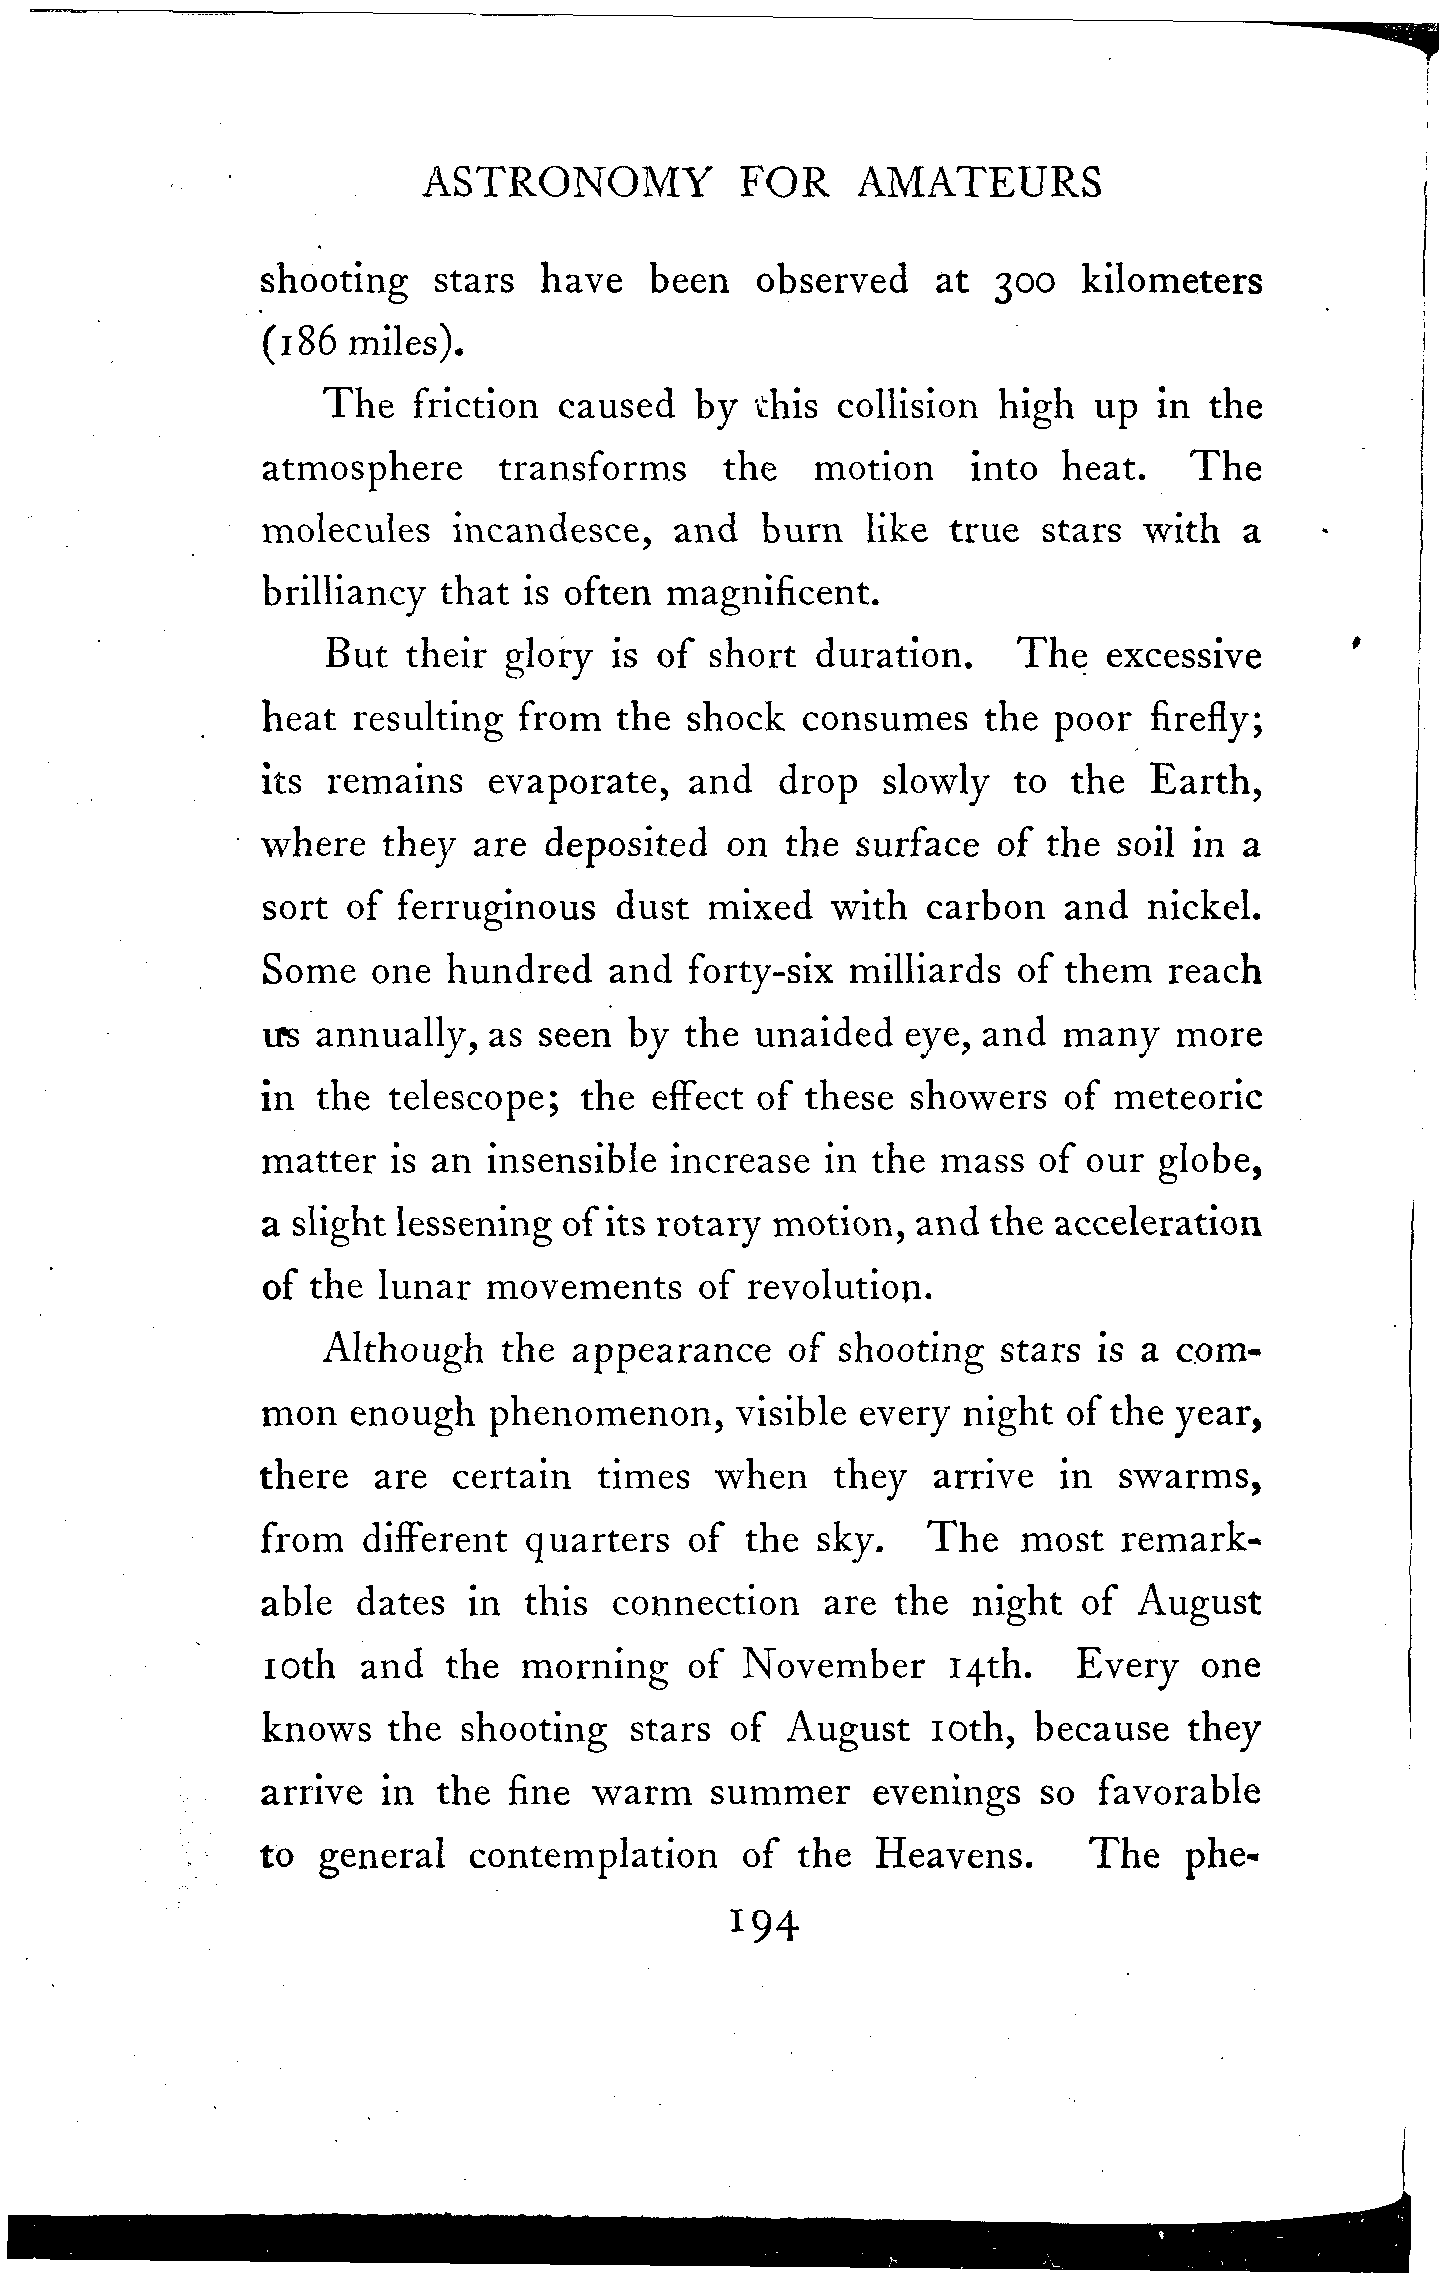 ASTRONOMY FOR AMATEURS
shooting stars have been observed at 300 kilometers
(186 miles).
The friction caused by this collision high up in the
atmosphere transforms the motion into heat. The
molecules incandesce, and burn like true stars with a
brilliancy that is often magnificent.
But their glory is of short duration. The excessive
heat resulting from the shock consumes the poor firefly;
its remains evaporate, and drop slowly to the Earth,
where they are deposited on the surface of the soil in a
sort of ferruginous dust mixed with carbon and nickel.
Some one hundred and forty-six milliards of them reach
us annually, as seen by the unaided eye, and many more
in the telescope; the effect of these showers of meteoric
matter is an insensible increase in the mass of our globe,
a slight lessening of its rotary motion, and the acceleration
of the lunar movements of revolution.
Although the appearance of shooting stars is a com-
mon enough phenomenon, visible every night of the year,
there are certain times when they arrive in swarms,
from different quarters of the sky. The most remark-
able dates in this connection are the night of August
10th and the morning of November 14th. Every one
knows the shooting stars of August 10th, because they
arrive in the fine warm summer evenings so favorable
to general contemplation of the Heavens. The phe-
194